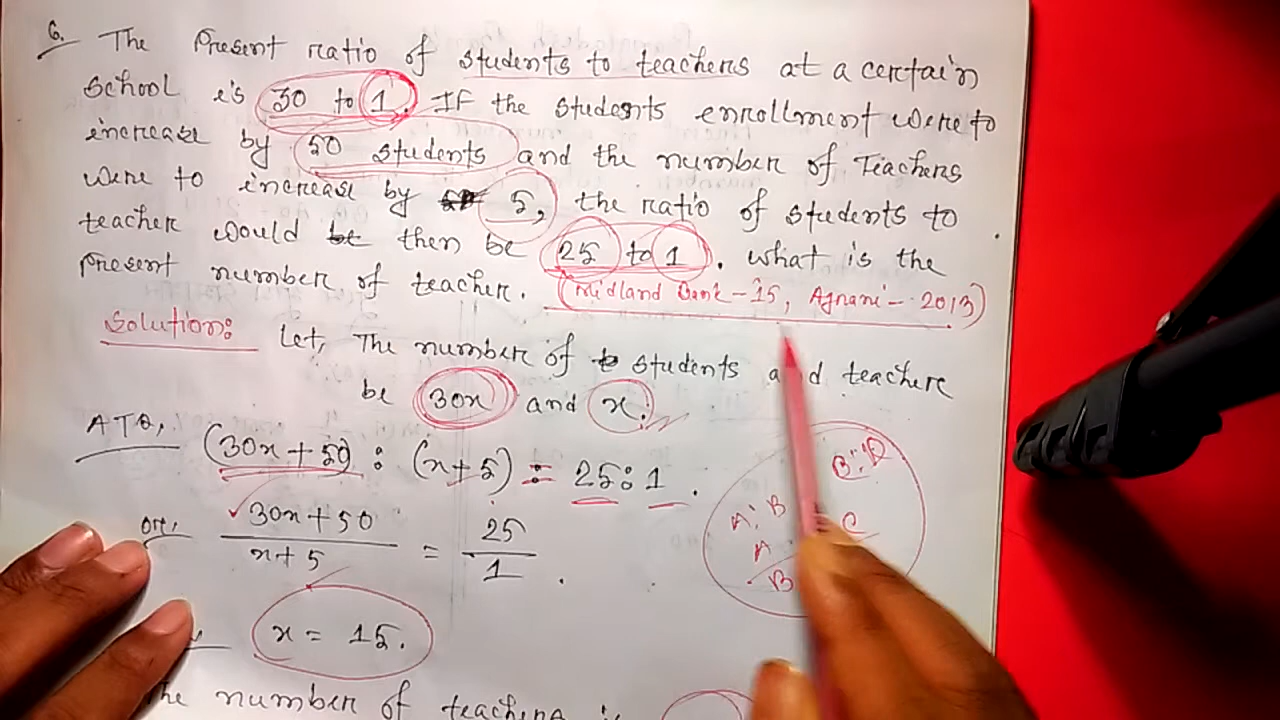 6. The Present ratio of students to teachers at a certain
School is 30 to 1. IF the students enrollment were to
increase by 50 students and the number of Teachers
were to increase by 5, the ratio of students to
teacher would be then be 25 to 1. what is the
Present number of teacher. (Midland Bank-15, Agrani-2013)
Solution: Let, The number of students and teacher
be 30x and x.
ATQ, (30x+50) : (x+5) = 25:1.
or, 30x+50 / x+5 = 25 / 1.
x = 15.
The number of teachers is
A:B
A
B
C